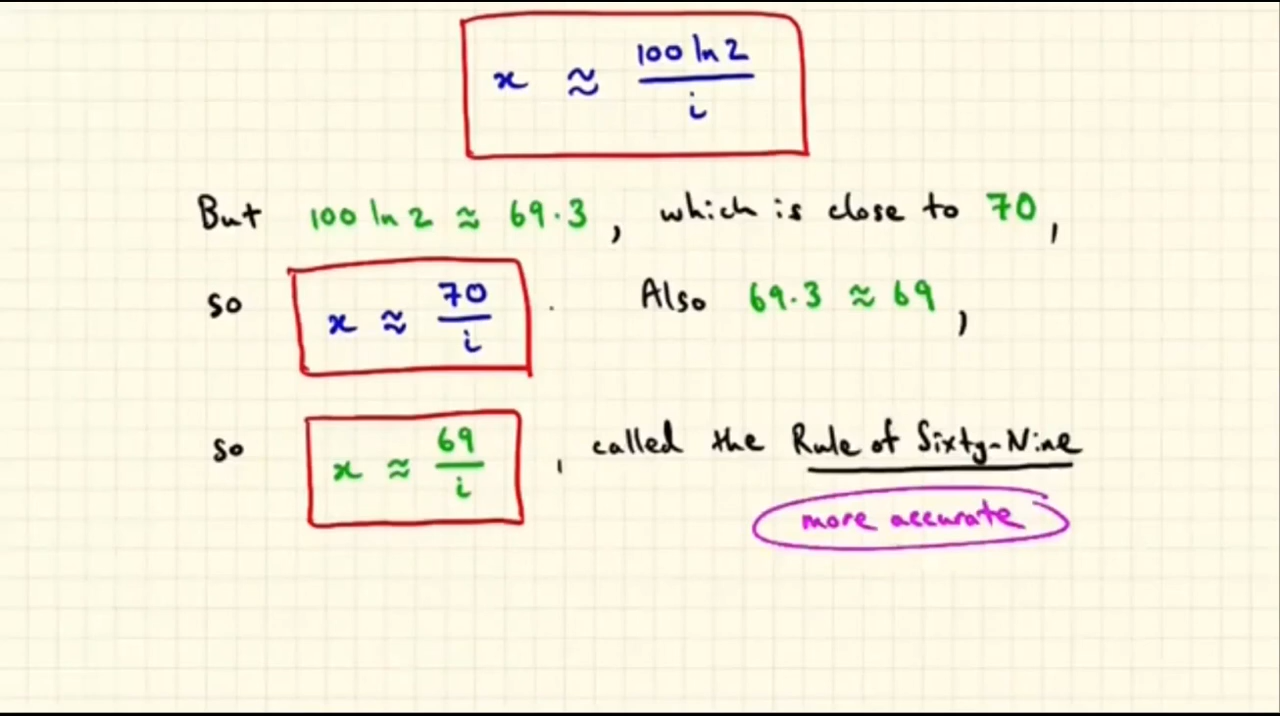 x ≈ 100 ln 2 / i
But 100 ln 2 ≈ 69.3, which is close to 70,
so x ≈ 70 / i . Also 69.3 ≈ 69,
so x ≈ 69 / i , called the Rule of Sixty-Nine
more accurate